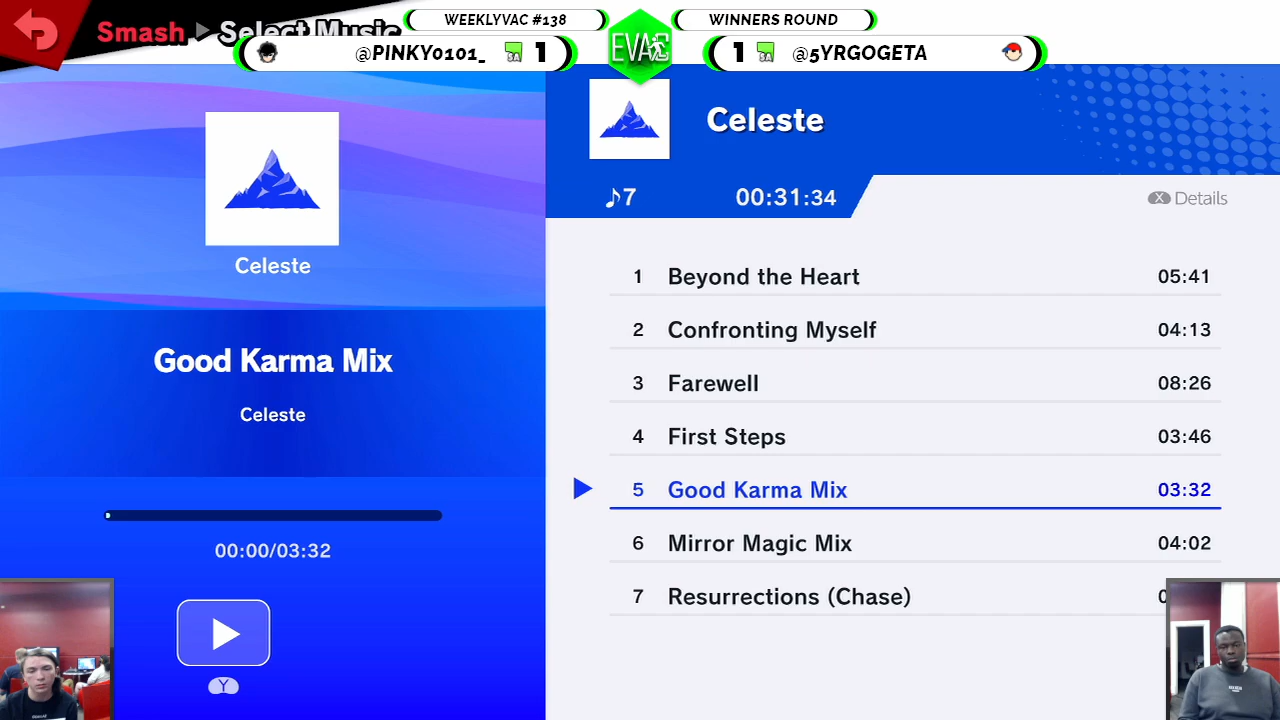 WEEKLYVAC #138
WINNERS ROUND
Smash ▶ Select Music
@PINKY0101_
1
EVAC
1
@5YRGOGETA
Celeste
♪7
00:31:34
X Details
Celeste
Good Karma Mix
Celeste
00:00/03:32
Y
1 Beyond the Heart 05:41
2 Confronting Myself 04:13
3 Farewell 08:26
4 First Steps 03:46
5 Good Karma Mix 03:32
6 Mirror Magic Mix 04:02
7 Resurrections (Chase)